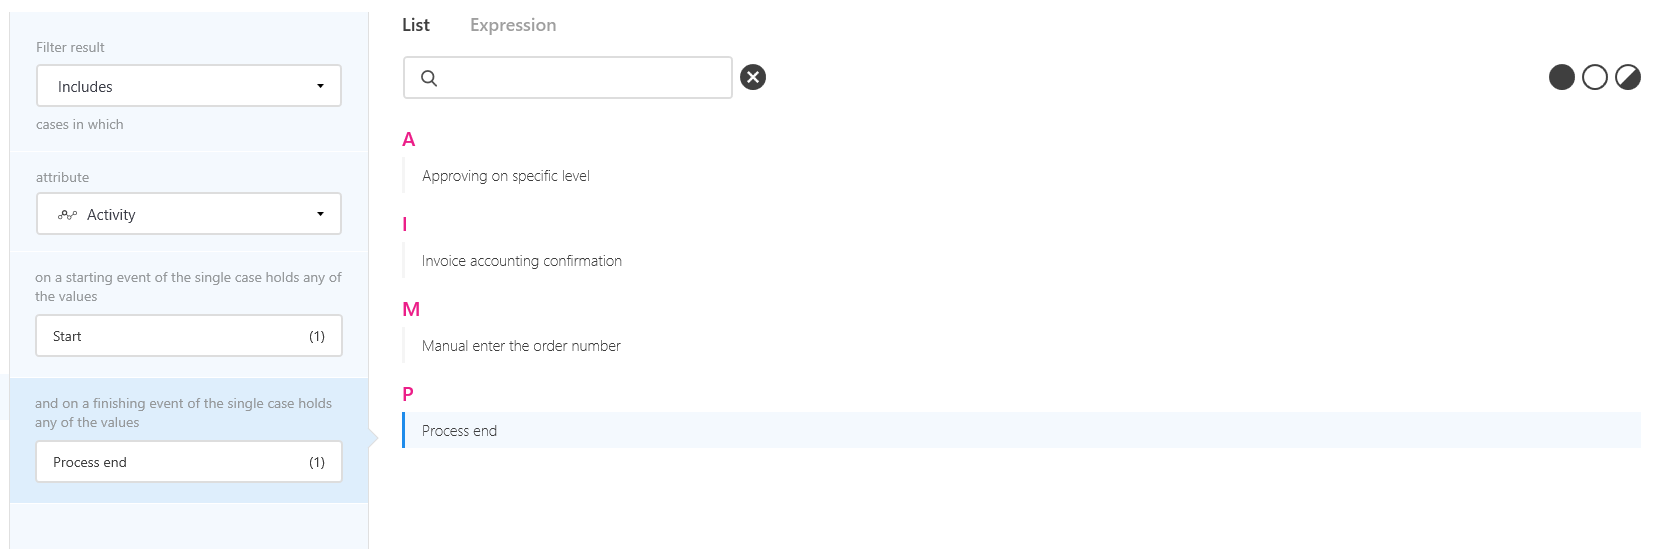 Filter result
Includes
cases in which
attribute
Activity
on a starting event of the single case holds any of
the values
Start (1)
and on a finishing event of the single case holds
any of the values
Process end (1)
List Expression
A
Approving on specific level
I
Invoice accounting confirmation
M
Manual enter the order number
P
Process end